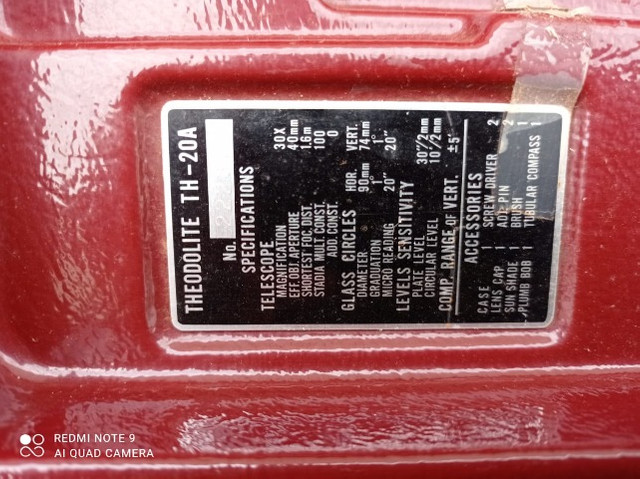 THEODOLITE TH-20A
No.
SPECIFICATIONS
TELESCOPE
MAGNIFICATION 30X
EFF. OBJ. APERTURE 40mm
SHORTEST FOC. DIST. 1.6m
STADIA MULT. CONST. 100
ADD. CONST. 0
GLASS CIRCLES HOR. VERT.
DIAMETER 90mm 74mm
GRADUATION 1° 1°
MICRO READING 20" 20"
LEVELS SENSITIVITY
PLATE LEVEL 30"/2mm
CIRCULAR LEVEL 10'/2mm
COMP. RANGE OF VERT. ±5'
ACCESSORIES
CASE 1 SCREW DRIVER 2
LENS CAP 1 ADJ. PIN 2
SUN SHADE 1 BRUSH 1
PLUMB BOB 1 TUBULAR COMPASS 1
REDMI NOTE 9
AI QUAD CAMERA